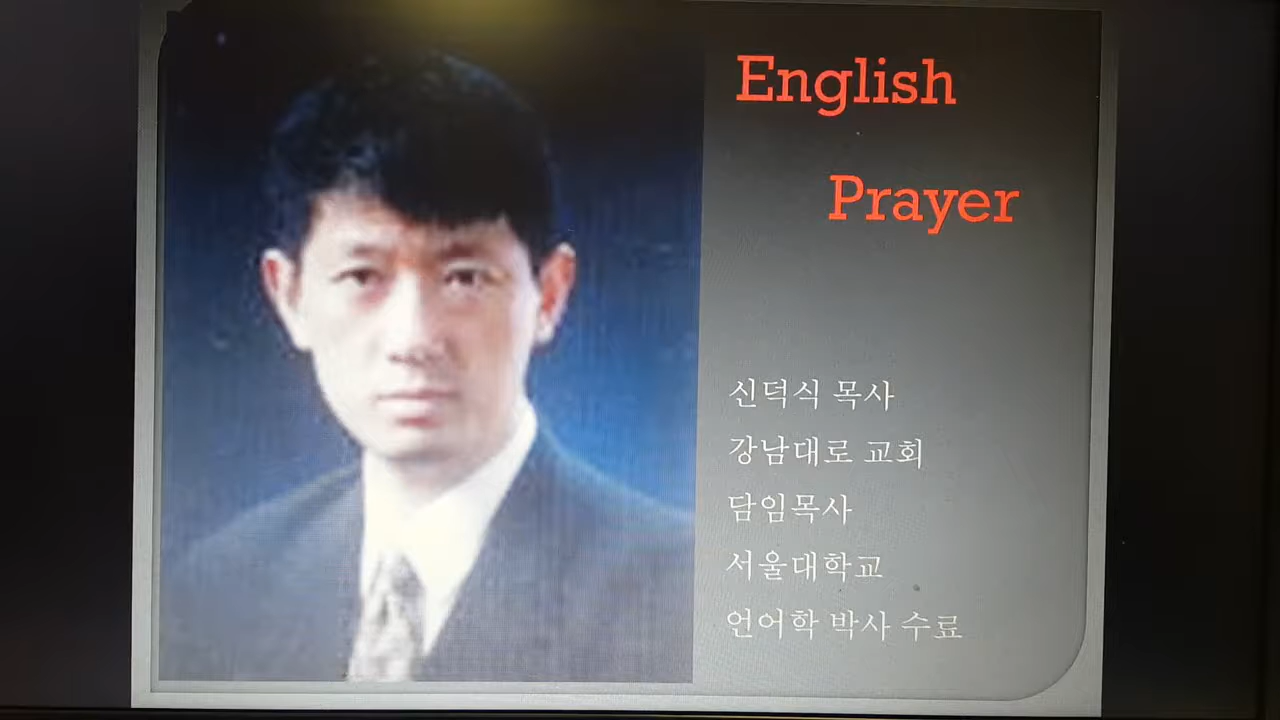 English
Prayer
신덕식 목사
강남대로 교회
담임목사
서울대학교
언어학 박사 수료